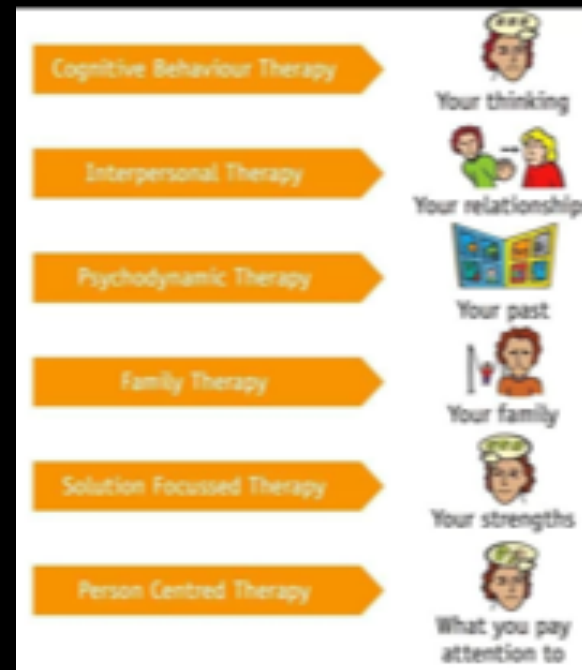 Cognitive Behaviour Therapy
Your thinking
Interpersonal Therapy
Your relationship
Psychodynamic Therapy
Your past
Family Therapy
Your family
Solution Focussed Therapy
Your strengths
Person Centred Therapy
What you pay
attention to